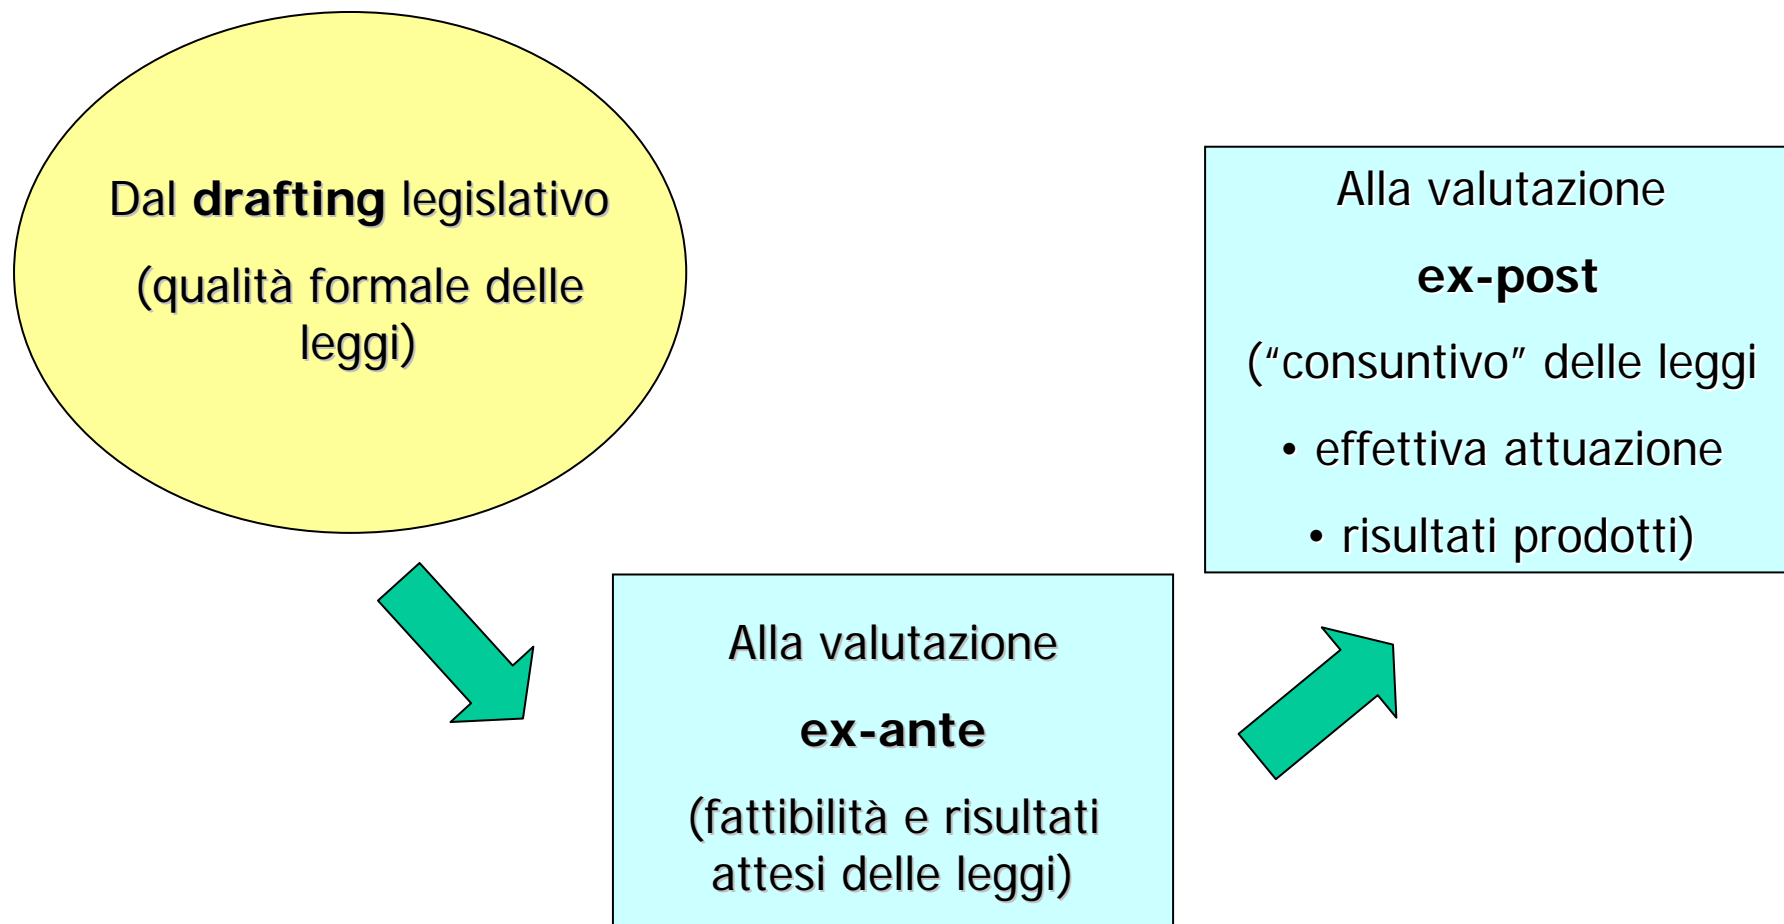 Dal drafting legislativo
(qualità formale delle
leggi)
Alla valutazione
ex-ante
(fattibilità e risultati
attesi delle leggi)
Alla valutazione
ex-post
("consuntivo" delle leggi
• effettiva attuazione
• risultati prodotti)